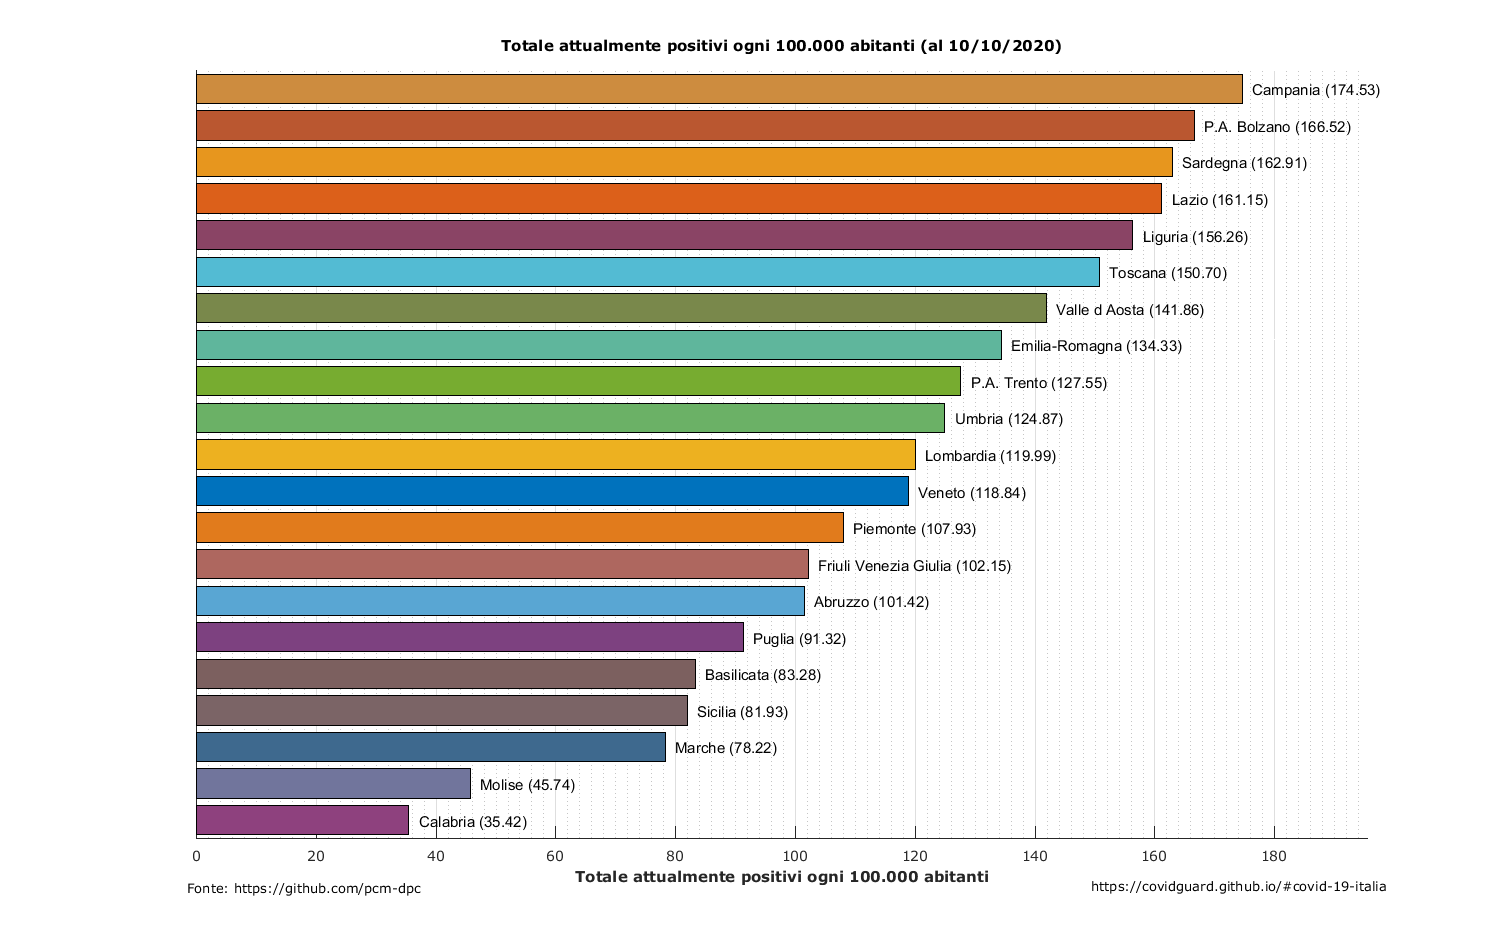 Totale attualmente positivi ogni 100.000 abitanti (al 10/10/2020)
Campania (174.53)
P.A. Bolzano (166.52)
Sardegna (162.91)
Lazio (161.15)
Liguria (156.26)
Toscana (150.70)
Valle d Aosta (141.86)
Emilia-Romagna (134.33)
P.A. Trento (127.55)
Umbria (124.87)
Lombardia (119.99)
Veneto (118.84)
Piemonte (107.93)
Friuli Venezia Giulia (102.15)
Abruzzo (101.42)
Puglia (91.32)
Basilicata (83.28)
Sicilia (81.93)
Marche (78.22)
Molise (45.74)
Calabria (35.42)
0 20 40 60 80 100 120 140 160 180
Totale attualmente positivi ogni 100.000 abitanti
Fonte: https://github.com/pcm-dpc
https://covidguard.github.io/#covid-19-italia